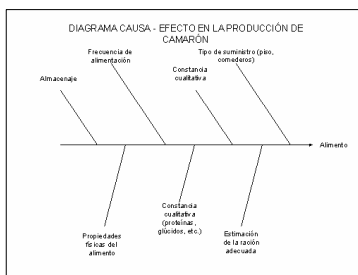 DIAGRAMA CAUSA - EFECTO EN LA PRODUCCIÓN DE
CAMARÓN
Frecuencia de
alimentación
Tipo de suministro (piso,
comederos)
Almacenaje
Constancia
cualitativa
Alimento
Propiedades
físicas del
alimento
Constancia
cualitativa
(proteínas,
glúcidos, etc.)
Estimación
de la ración
adecuada